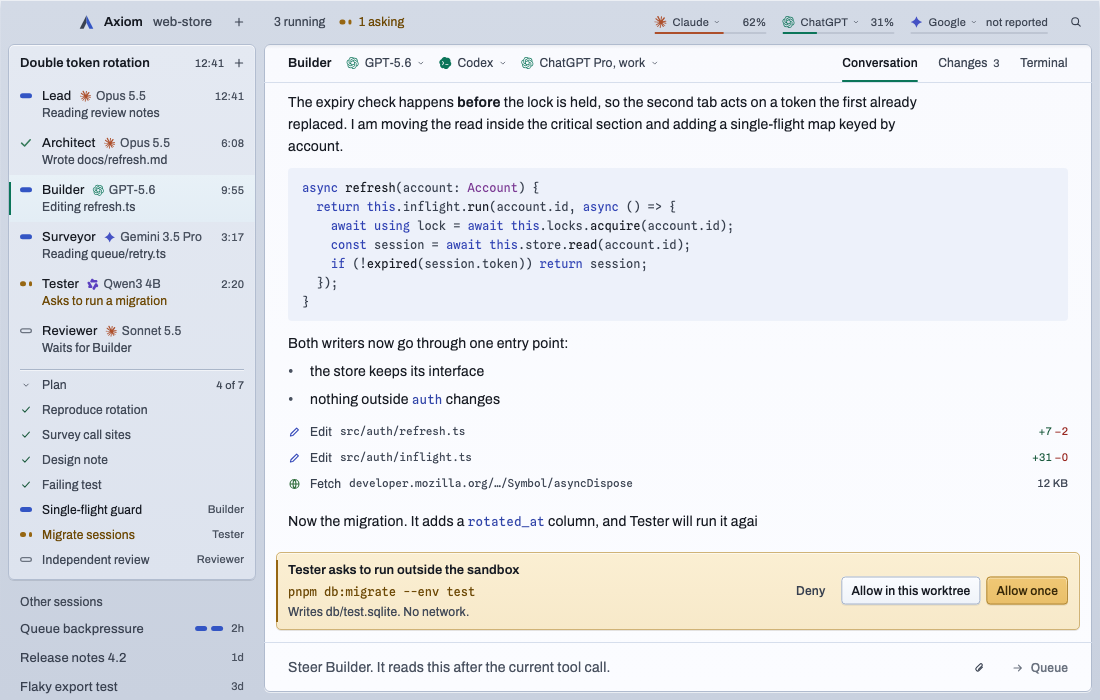 Axiom web-store + 3 running 1 asking Claude 62% ChatGPT 31% Google not reported
Double token rotation 12:41 +
Lead Opus 5.5 12:41
Reading review notes
Architect Opus 5.5 6:08
Wrote docs/refresh.md
Builder GPT-5.6 9:55
Editing refresh.ts
Surveyor Gemini 3.5 Pro 3:17
Reading queue/retry.ts
Tester Qwen3 4B 2:20
Asks to run a migration
Reviewer Sonnet 5.5
Waits for Builder
Plan 4 of 7
Reproduce rotation
Survey call sites
Design note
Failing test
Single-flight guard Builder
Migrate sessions Tester
Independent review Reviewer
Other sessions
Queue backpressure 2h
Release notes 4.2 1d
Flaky export test 3d
Builder GPT-5.6 Codex ChatGPT Pro, work Conversation Changes 3 Terminal
The expiry check happens before the lock is held, so the second tab acts on a token the first already
replaced. I am moving the read inside the critical section and adding a single-flight map keyed by
account.
async refresh(account: Account) {
  return this.inflight.run(account.id, async () => {
    await using lock = await this.locks.acquire(account.id);
    const session = await this.store.read(account.id);
    if (!expired(session.token)) return session;
  });
}
Both writers now go through one entry point:
• the store keeps its interface
• nothing outside auth changes
Edit src/auth/refresh.ts +7 −2
Edit src/auth/inflight.ts +31 −0
Fetch developer.mozilla.org/…/Symbol/asyncDispose 12 KB
Now the migration. It adds a rotated_at column, and Tester will run it agai
Tester asks to run outside the sandbox
pnpm db:migrate --env test
Writes db/test.sqlite. No network.
Deny Allow in this worktree Allow once
Steer Builder. It reads this after the current tool call. → Queue